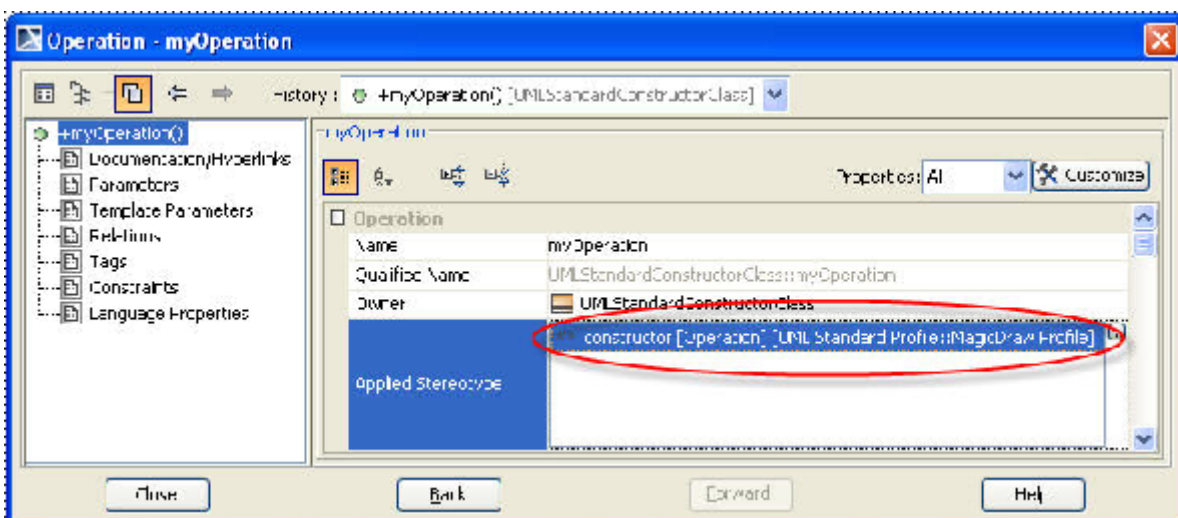 Operation - myOperation
History : +myOperation() [UMLStandardConstructorClass]
+myOperation()
Documentation/Hyperlinks
Parameters
Template Parameters
Relations
Tags
Constraints
Language Properties
myOperation
Properties: All
Customize
Operation
Name myOperation
Qualified Name UMLStandardConstructorClass::myOperation
Owner UMLStandardConstructorClass
Applied Stereotype constructor [Operation] [UML Standard Profile::MagicDraw Profile]
Close Back Forward Help